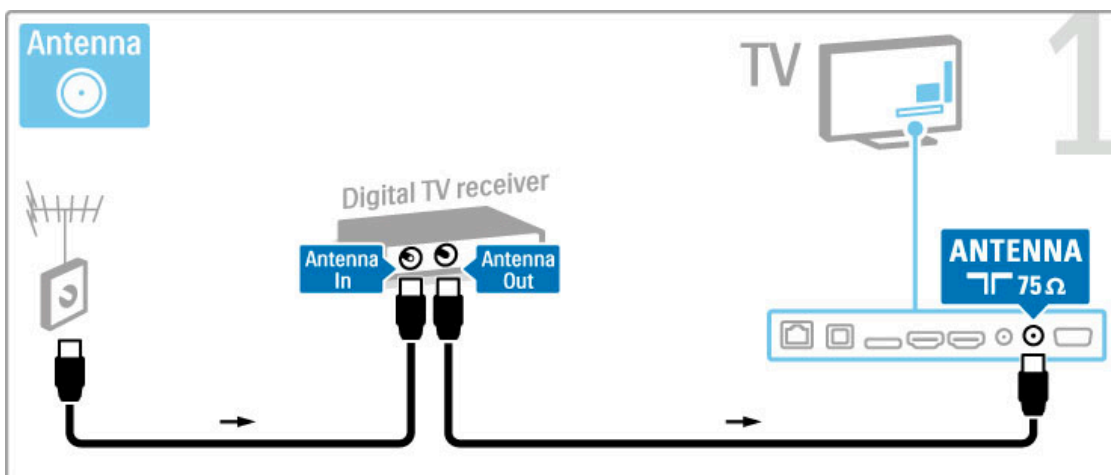 Antenna
TV
1
Digital TV receiver
Antenna
In
Antenna
Out
ANTENNA
75 Ω